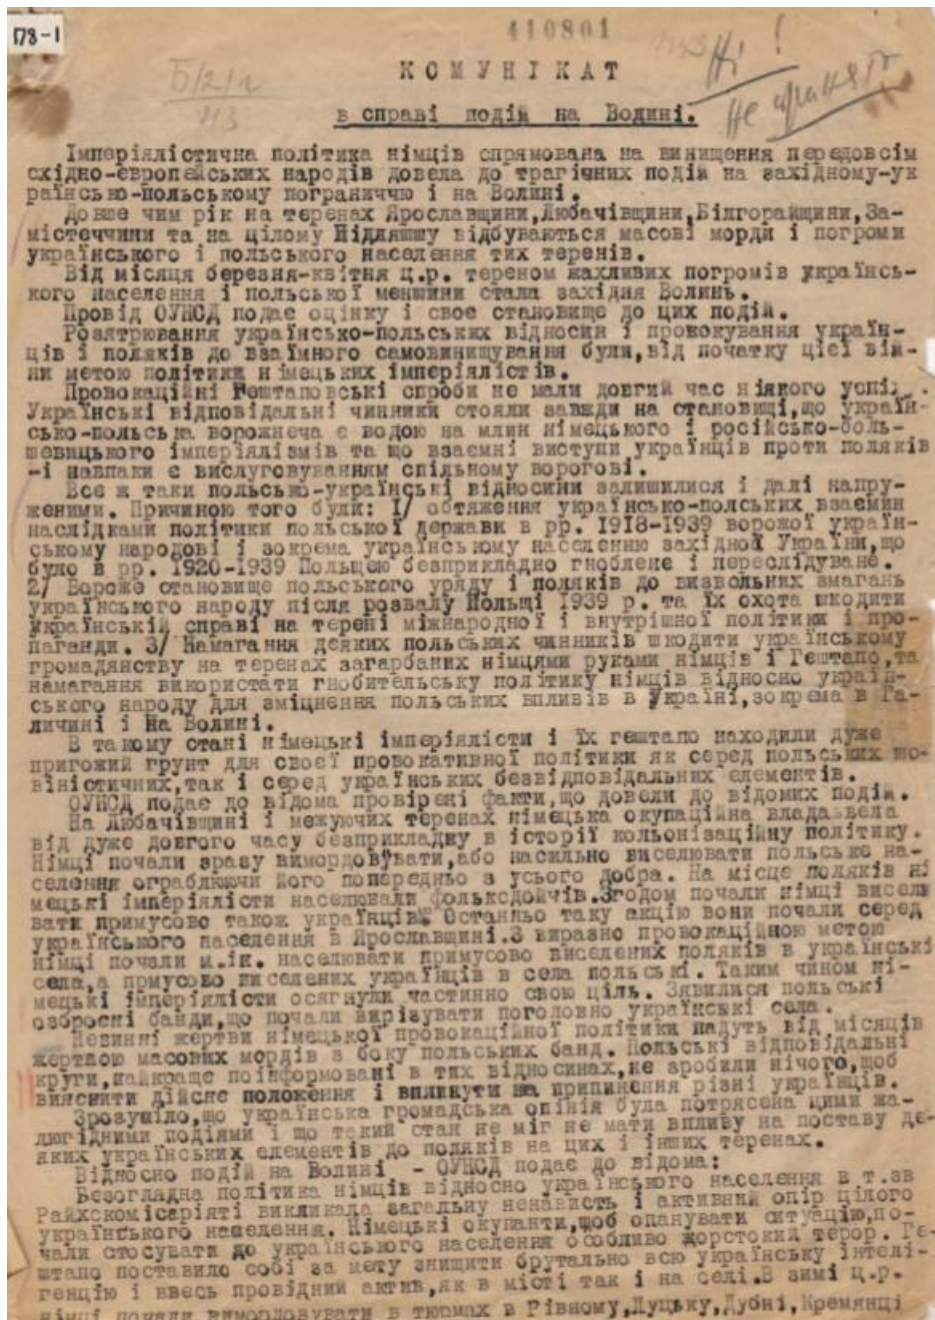 178-1
410801
Ні!
Б/2/1
113
КОМУНІКАТ
не принято
в справі подій на Водині.
Імперіялістична політика німців спрямована на винищення передовсім
східно-европейських народів довела до трагічних подій на західному-ук
раїнсько-польському пограниччю і на Волині.
Довше чим рік на теренах Ярославщини,Любачівщини,Білгорайщини,За-
містеччини та на цілому Підляшшу відбуваються масові морди і погроми
українського і польського населення тих теренів.
Від місяця березня-квітня ц.р. тереном жахливих погромів українсь-
кого населення і польської меншини стала західня Волинь.
Провід ОУНСД подає оцінку і своє становище до цих подій.
Розятрювання українсько-польських відносин і провокування україн-
ців і поляків до взаїмного самовинищування були,від початку цієї вій-
ни метою політики німецьких імперіялістів.
Провокаційні Гештаповські спроби не мали довгий час ніякого успі
Українські відповідальні чинники стояли завжди на становищі,що україн-
сько-польська ворожнеча є водою на млин німецького і російсько-боль-
шовицького імперіялізмів та що взаємні виступи українців проти поляків
-і навпаки є вислуговуванням спільному ворогові.
Все ж таки польсько-українські відносини залишилися і далі напру-
женими. Причиною того були: 1/ обтяження українсько-полських взаємин
наслідками політики польської держави в рр. 1918-1939 ворожої україн-
ському народові і зокрема українському населенню західної України,що
було в рр. 1920-1939 Польщею безприкладно гноблене і переслідуване.
2/ Вороже становище польського уряду і поляків до визвольних змагань
українського народу після розвалу Польщі 1939 р. та їх охота шкодити
українській справі на терені міжнародної і внутрішної політики і про-
паганди. 3/ Намагання деяких польських чинників шкодити українському
громадянству на теренах загарбаних німцями руками німців і Гештапо,та
намагання використати гнобительську політику німців відносно україн-
ського народу для зміцнення польських впливів в Україні,зокрема в Га-
личині і на Волині.
В такому стані німецькі імперіялісти і їх гештапо находили дуже
пригожий грунт для своєї провокативної політики як серед польських шо-
віністичних,так і серед українських безвідповідальних елементів.
ОУНСД подає до відома провірені факти,що довели до відомих подій.
На Любачівщині і межуючих теренах німецька окупаційна влада ввела
від дуже довгого часу безприкладку в історії кольонізаційну політику.
Німці почали зразу вимордовувати,або насильно виселювати польське на-
селення ограблюючи його попередньо з усього добра. На місце поляків ні
мецькі імперіялісти населювали фольксдойчів.Згодом почали німці висели
вати примусово також українців. Останньо таку акцію вони почали серед
українського населення в Ярославщині.З виразно провокаційною метою
німці почали м.ін. населювати примусово виселених поляків в українські
села,а примусово виселених українців в села польські. Таким чином ні-
мецькі імперіялісти осягнули частинно свою ціль. Зявилися польські
озброєні банди,що почали вирізувати поголовно українські села.
Невинні жертви німецької провокаційної політики падуть від місяців
жертвою масових мордів з боку польських банд. Польські відповідальні
круги,найкраще поінформовані в тих відносинах,не зробили нічого,щоб
вияснити дійсне положення і вплинути на припинення різні українців.
Зрозуміло,що українська громадська опінія була потрясена цими жа-
люгідними подіями і що такий стан не міг не мати впливу на поставу де-
яких українських елементів до поляків на цих і інших теренах.
Відносно подій на Волині - ОУНСД подає до відома:
Безоглядна політика німців відносно українського населення в т.зв
Райхскомісаріяті викликала загальну ненависть і активний опір цілого
українського населення. Німецькі окупанти,щоб опанувати ситуацію,по-
чали стосувати до українського населення особливо жорстокий терор. Ге-
штапо поставило собі за мету знищити брутально всю українську інтелі-
генцію і ввесь провідний актив,як в місті так і на селі.В зимі ц.р.
німці почали вимордовувати в тюрмах в Рівному,Луцьку,Дубні,Кремянці